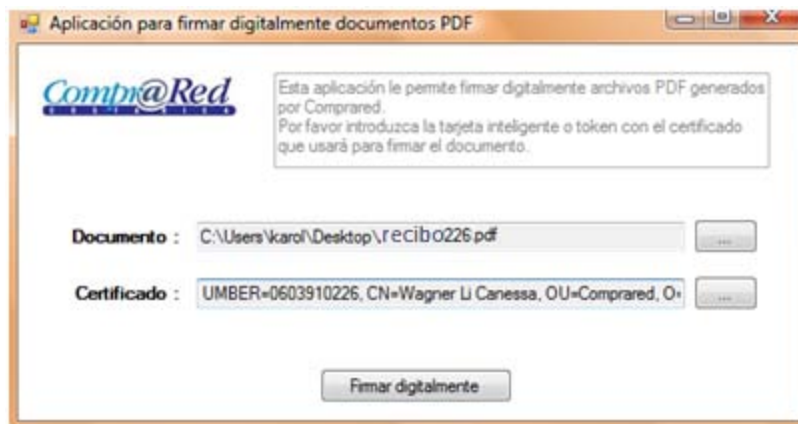 Aplicación para firmar digitalmente documentos PDF
Compr@Red
Esta aplicación le permite firmar digitalmente archivos PDF generados
por Comprared.
Por favor introduzca la tarjeta inteligente o token con el certificado
que usará para firmar el documento.
Documento : C:\Users\karol\Desktop\recibo226.pdf ...
Certificado : UMBER=0603910226, CN=Wagner Li Canessa, OU=Comprared, O= ...
Firmar digitalmente